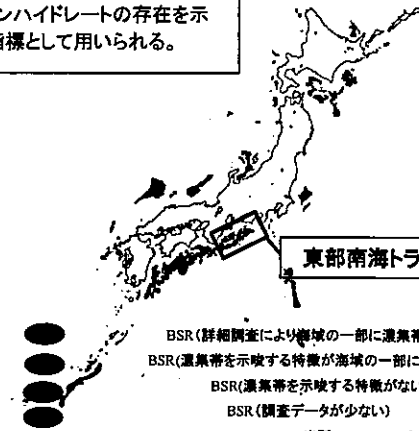 ンハイドレートの存在を示
指標として用いられる。
東部南海トラ
BSR(詳細調査により海域の一部に濃集帯
BSR(濃集帯を示唆する特徴が海域の一部に
BSR(濃集帯を示唆する特徴がない
BSR(調査データが少ない)